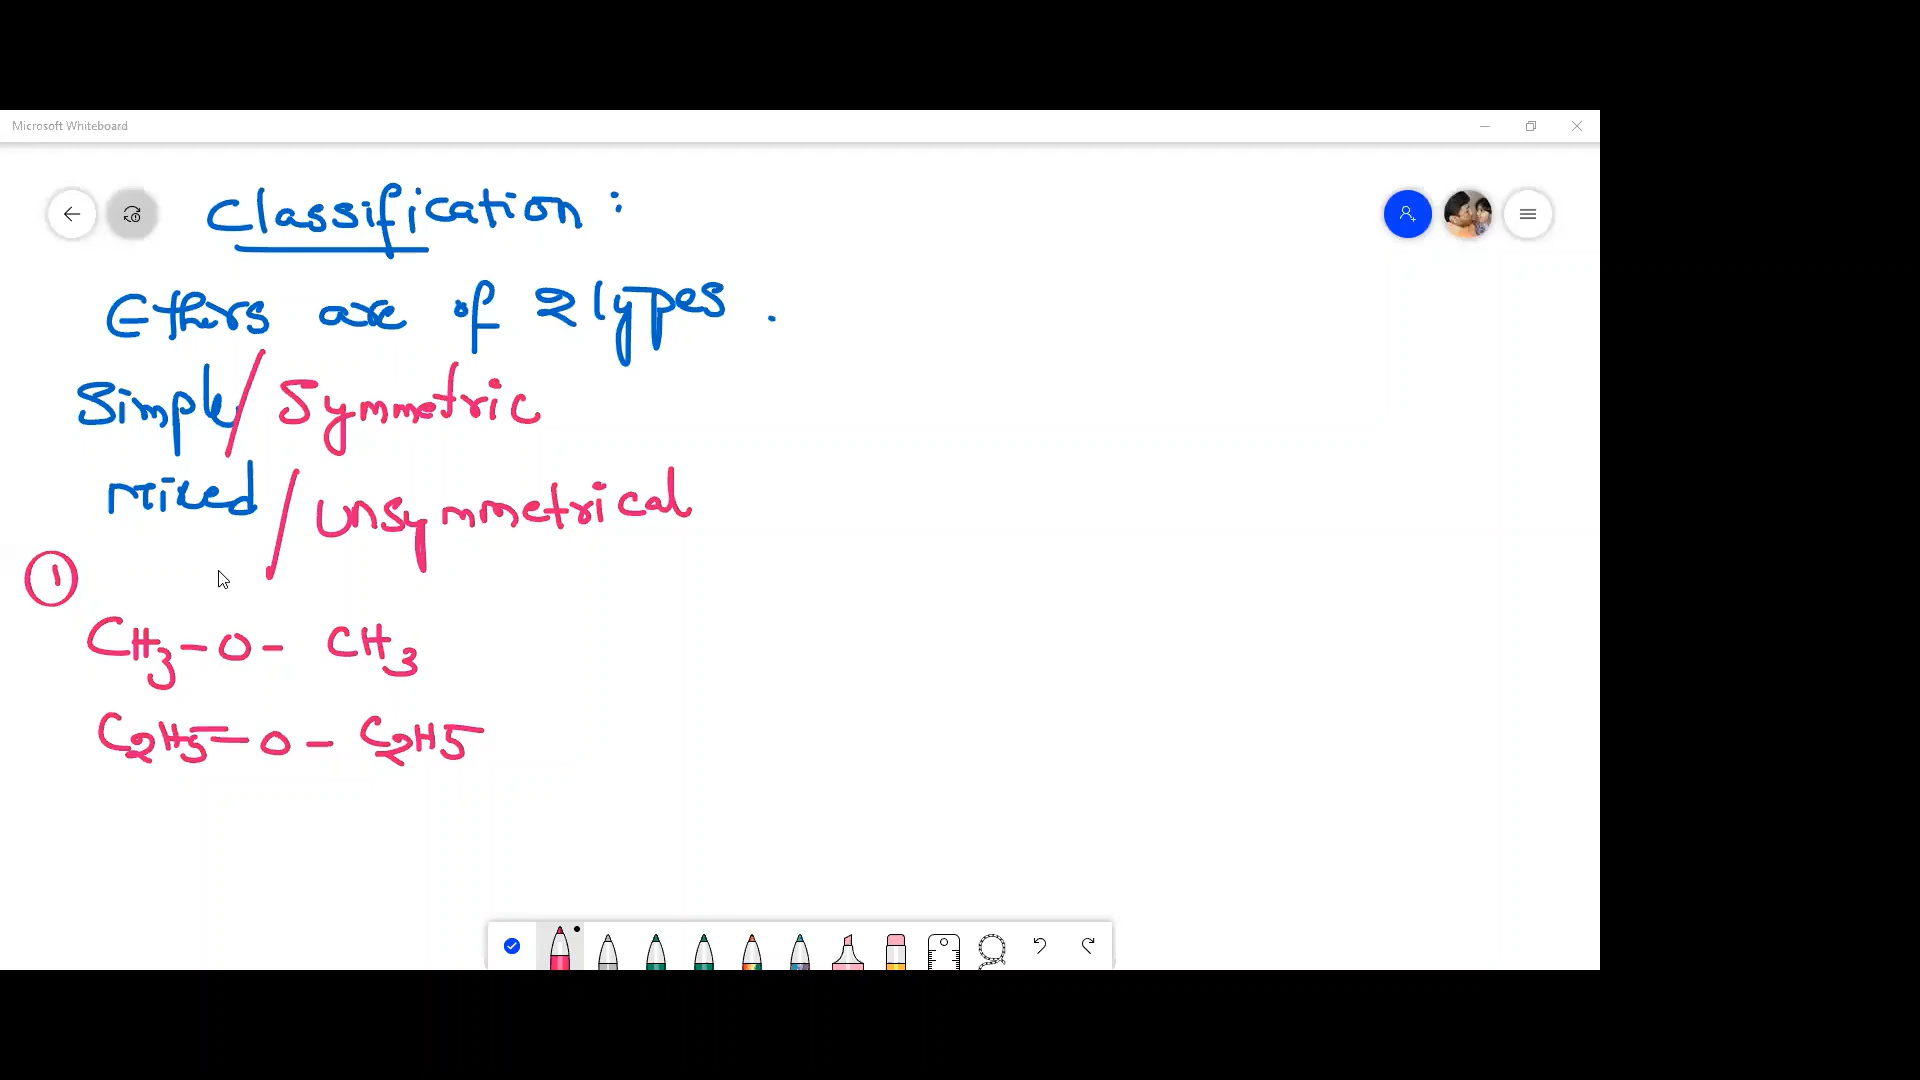 Microsoft Whiteboard
Classification :
Ethers are of 2 types .
Simple / Symmetric
mixed / unsymmetrical
①
CH3 - O - CH3
C2H5 - O - C2H5